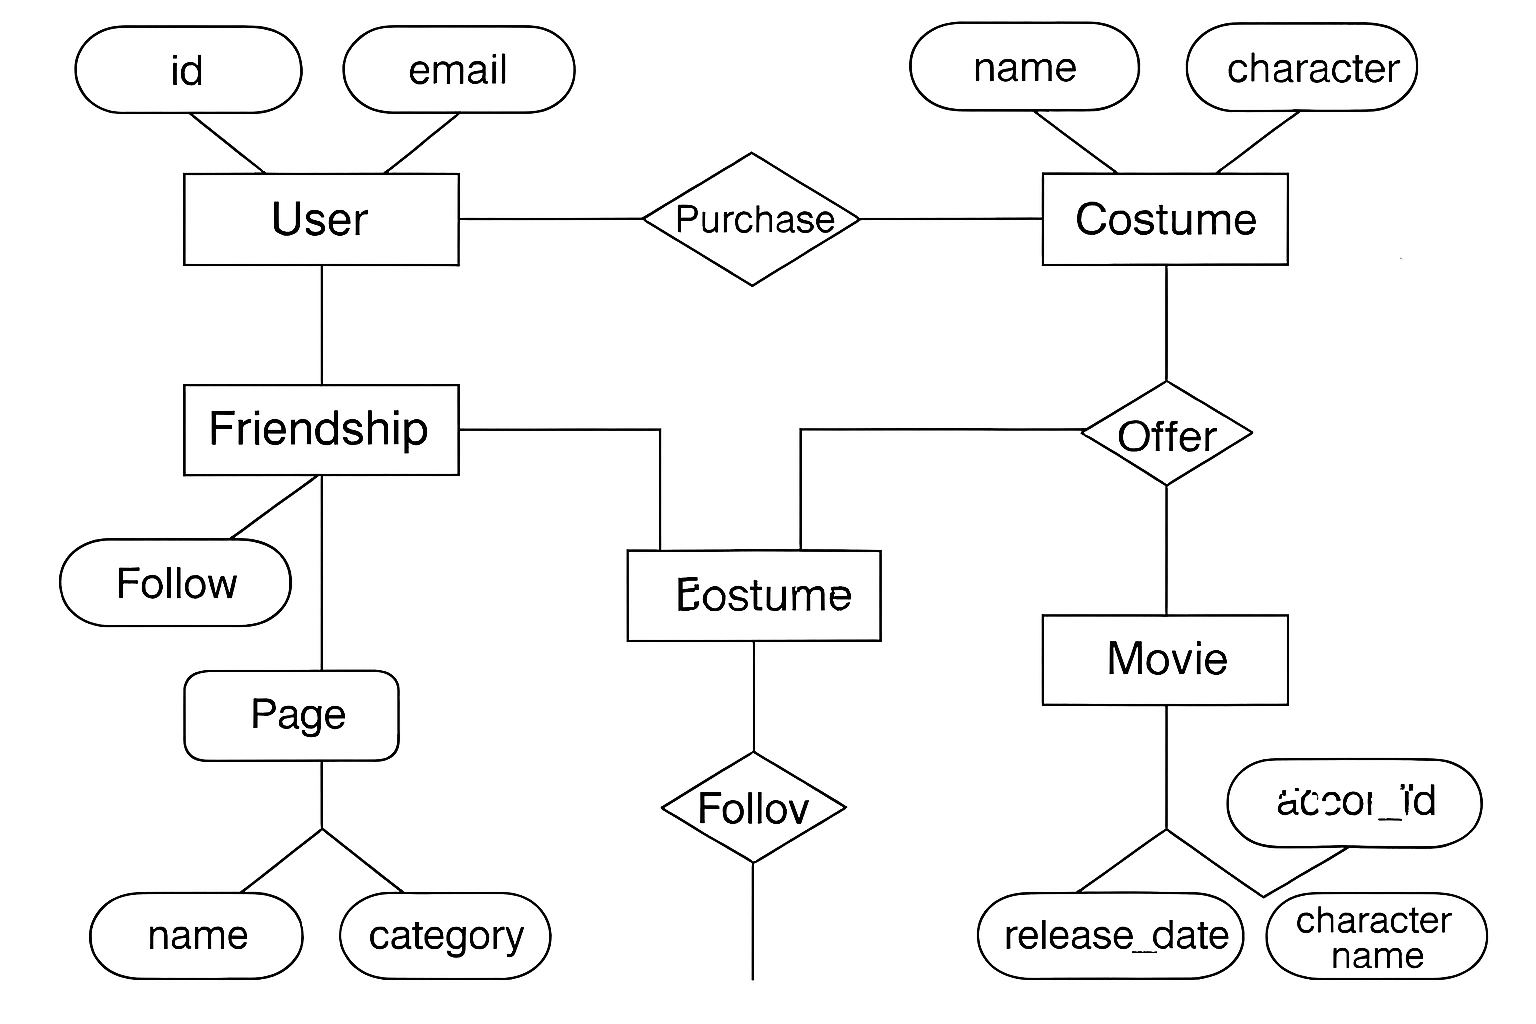 id
email
name
character
User
Purchase
Costume
Friendship
Offer
Follow
Eostume
Movie
Page
Follov
name
category
release_date
character
name